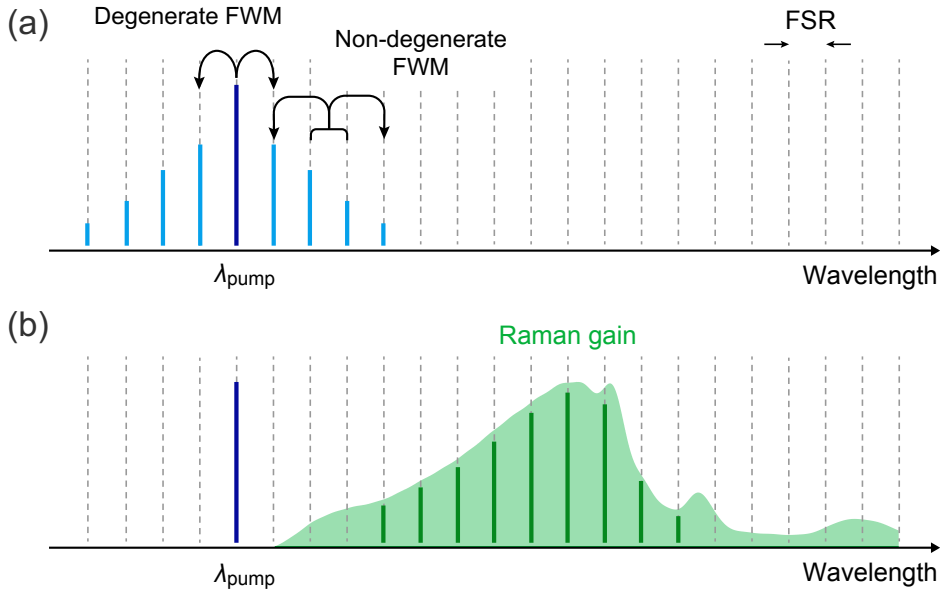 (a)
Degenerate FWM
Non-degenerate
FWM
FSR
λpump
Wavelength
(b)
Raman gain
λpump
Wavelength